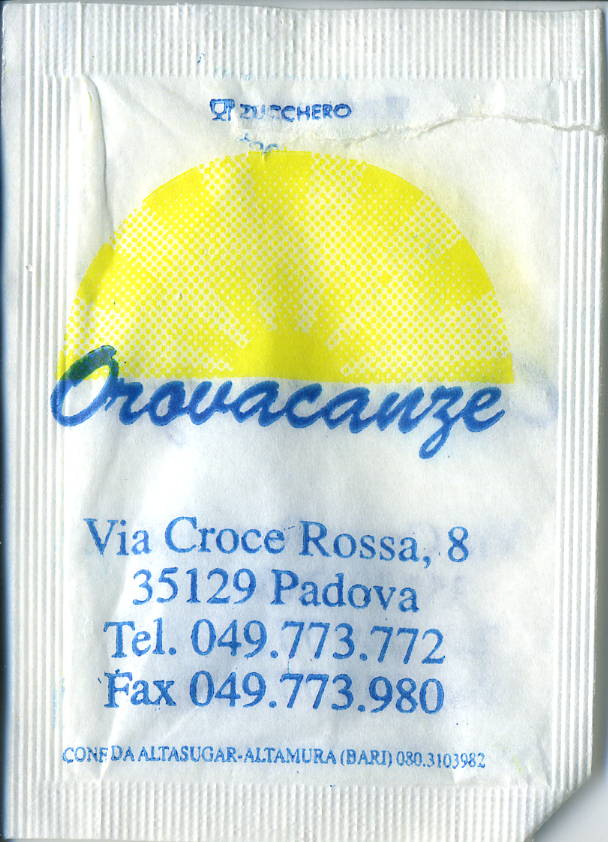 ZUCCHERO
Orovacanze
Via Croce Rossa, 8
35129 Padova
Tel. 049.773.772
Fax 049.773.980
CONF DA ALTASUGAR-ALTAMURA (BARI) 080.3103982